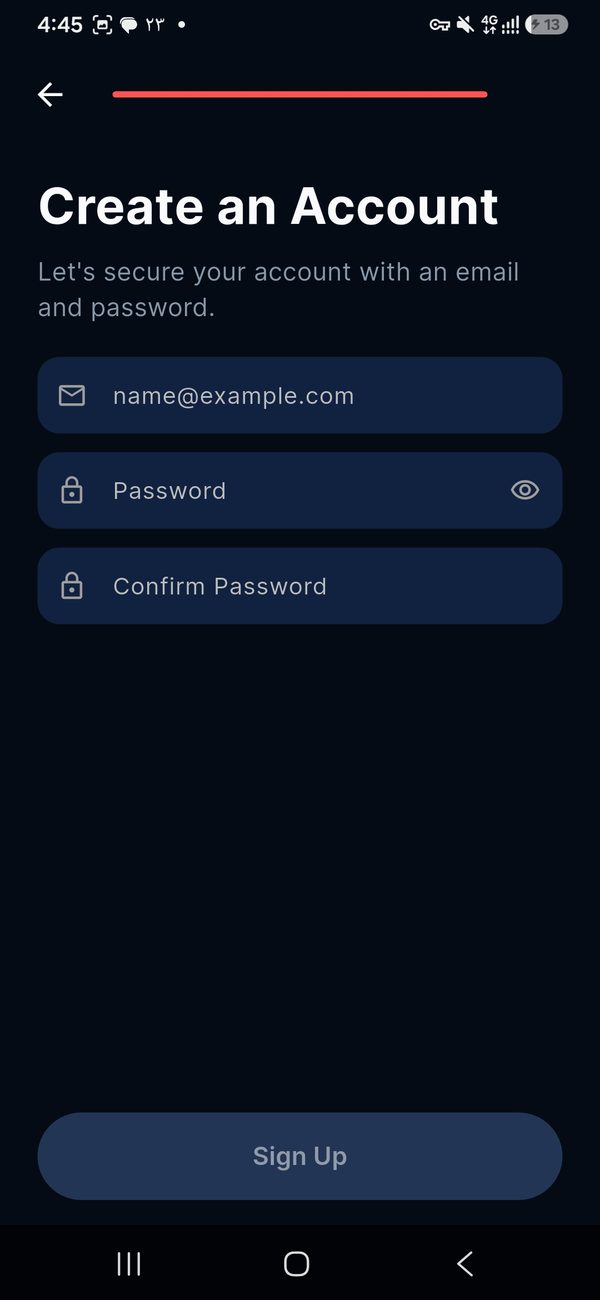 4:45 ٢٣ 4G 13
Create an Account
Let's secure your account with an email
and password.
name@example.com
Password
Confirm Password
Sign Up